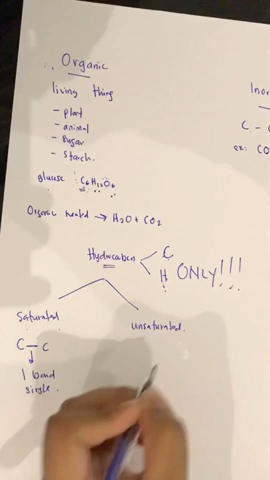 Organic
living thing
- plant
- animal
- sugar
- starch.
glucose : C6H12O6
Organic heated → H2O + CO2
Hydrocaben < C
H ONLY!!!
Saturated
Unsaturated.
C - C
1 bond
single.
Inor
C -
ex: CO